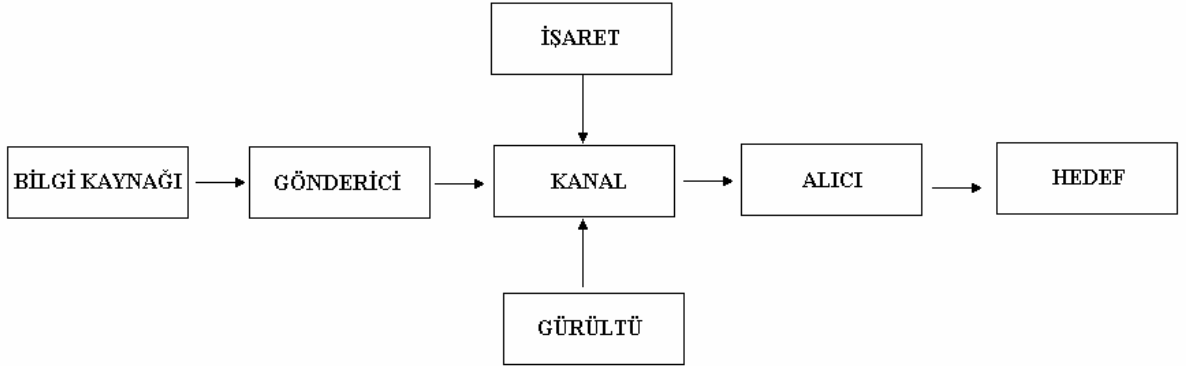 İŞARET
BİLGİ KAYNAĞI
GÖNDERİCİ
KANAL
ALICI
HEDEF
GÜRÜLTÜ